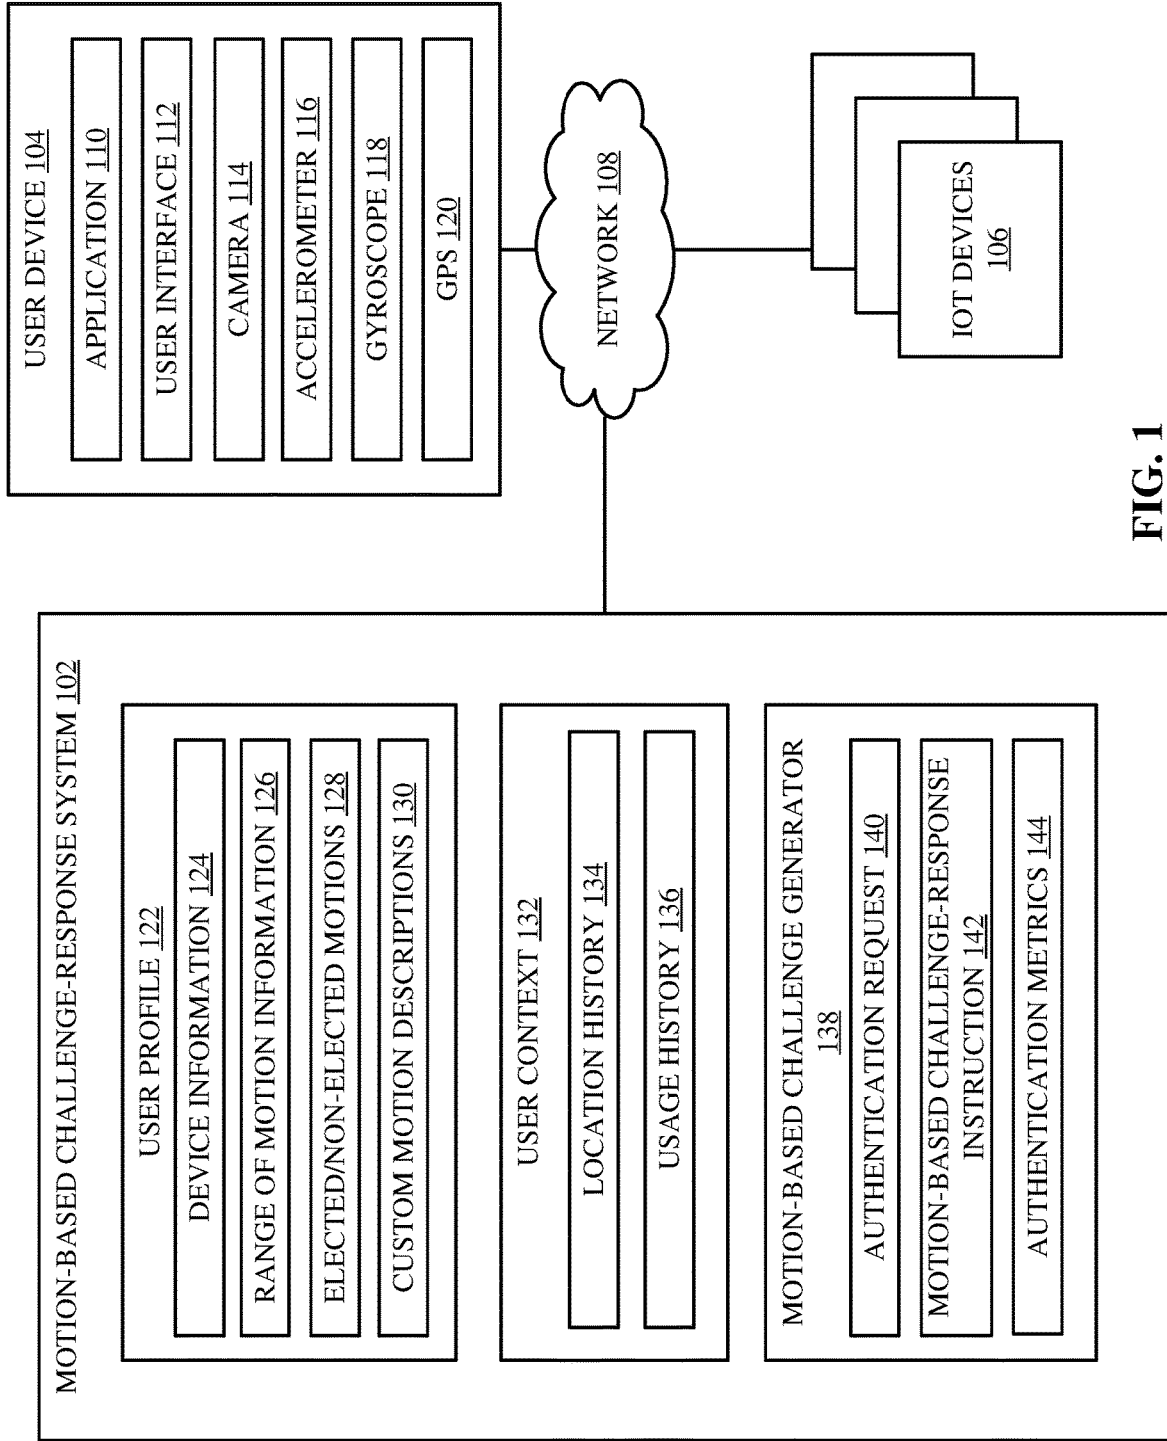 MOTION-BASED CHALLENGE-RESPONSE SYSTEM 102
USER PROFILE 122
DEVICE INFORMATION 124
RANGE OF MOTION INFORMATION 126
ELECTED/NON-ELECTED MOTIONS 128
CUSTOM MOTION DESCRIPTIONS 130
USER CONTEXT 132
LOCATION HISTORY 134
USAGE HISTORY 136
MOTION-BASED CHALLENGE GENERATOR
138
AUTHENTICATION REQUEST 140
MOTION-BASED CHALLENGE-RESPONSE
INSTRUCTION 142
AUTHENTICATION METRICS 144
USER DEVICE 104
APPLICATION 110
USER INTERFACE 112
CAMERA 114
ACCELEROMETER 116
GYROSCOPE 118
GPS 120
NETWORK 108
IOT DEVICES
106
FIG. 1